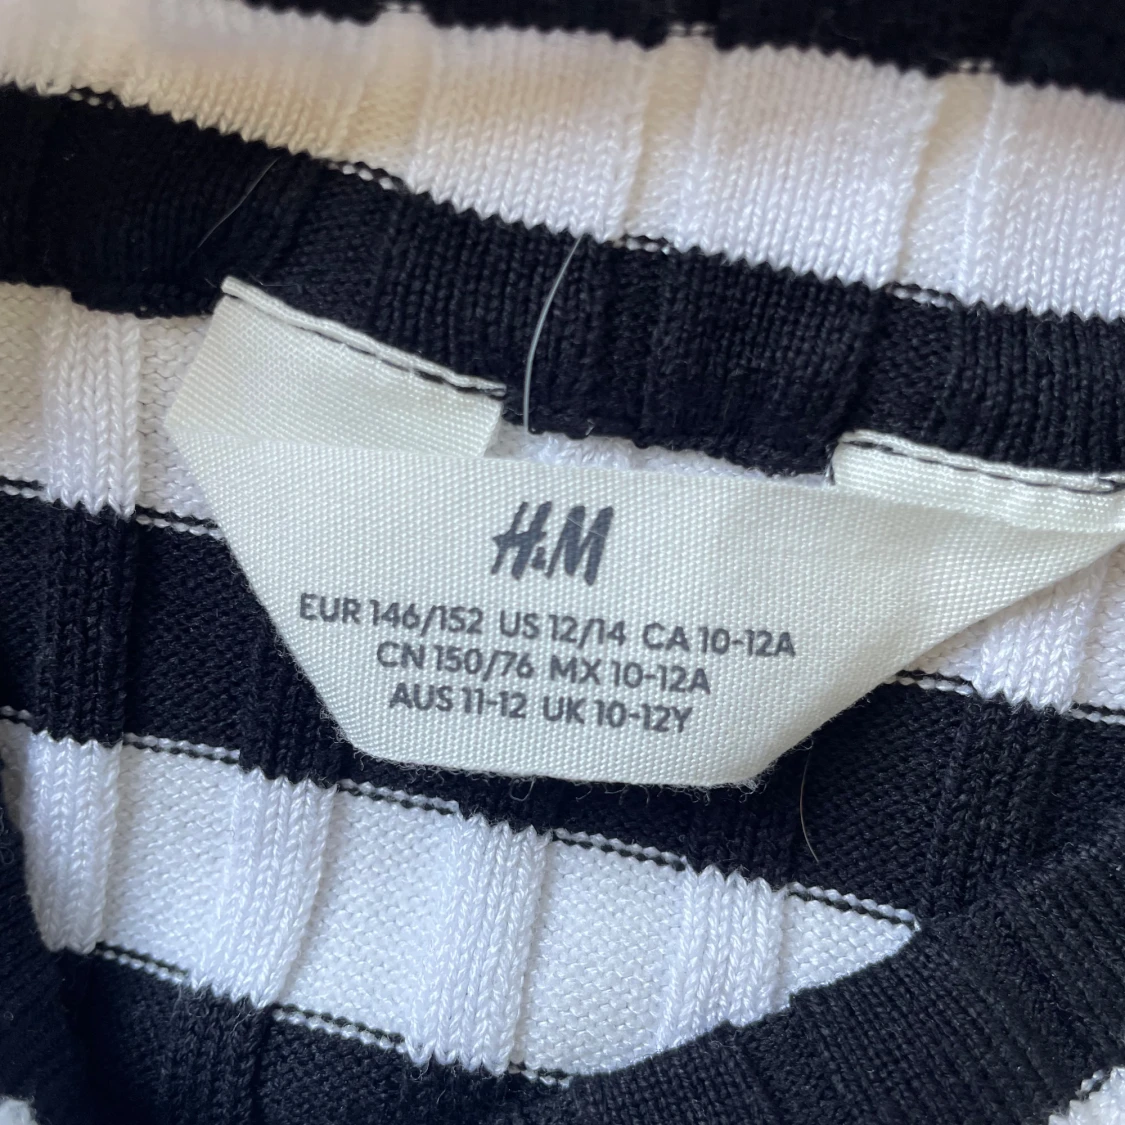 H&M
EUR 146/152 US 12/14 CA 10-12A
CN 150/76 MX 10-12A
AUS 11-12 UK 10-12Y